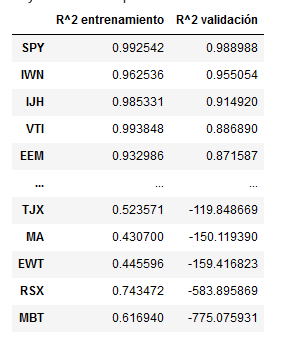 R^2 entrenamiento R^2 validación
SPY 0.992542 0.988988
IWN 0.962536 0.955054
IJH 0.985331 0.914920
VTI 0.993848 0.886890
EEM 0.932986 0.871587
... ... ...
TJX 0.523571 -119.848669
MA 0.430700 -150.119390
EWT 0.445596 -159.416823
RSX 0.743472 -583.895869
MBT 0.616940 -775.075931